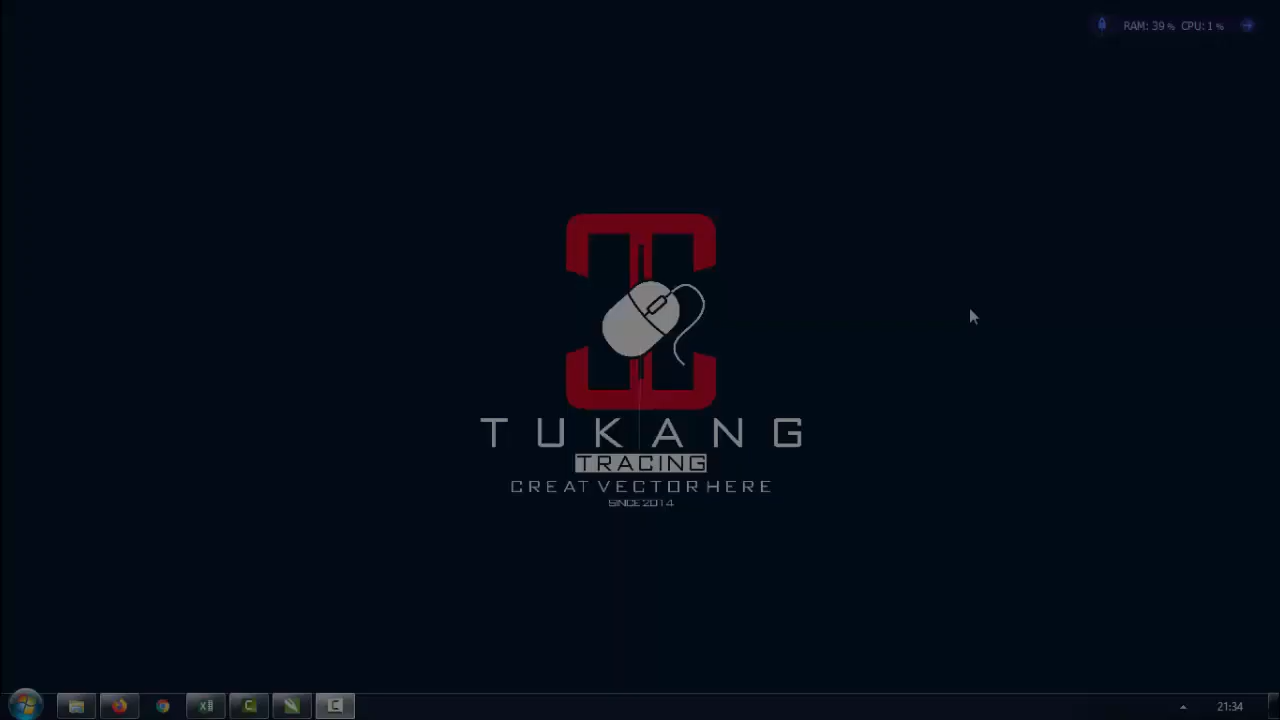 RAM: 39 % CPU: 1 %
TUKANG
TRACING
CREAT VECTOR HERE
SINCE 2014
21:34